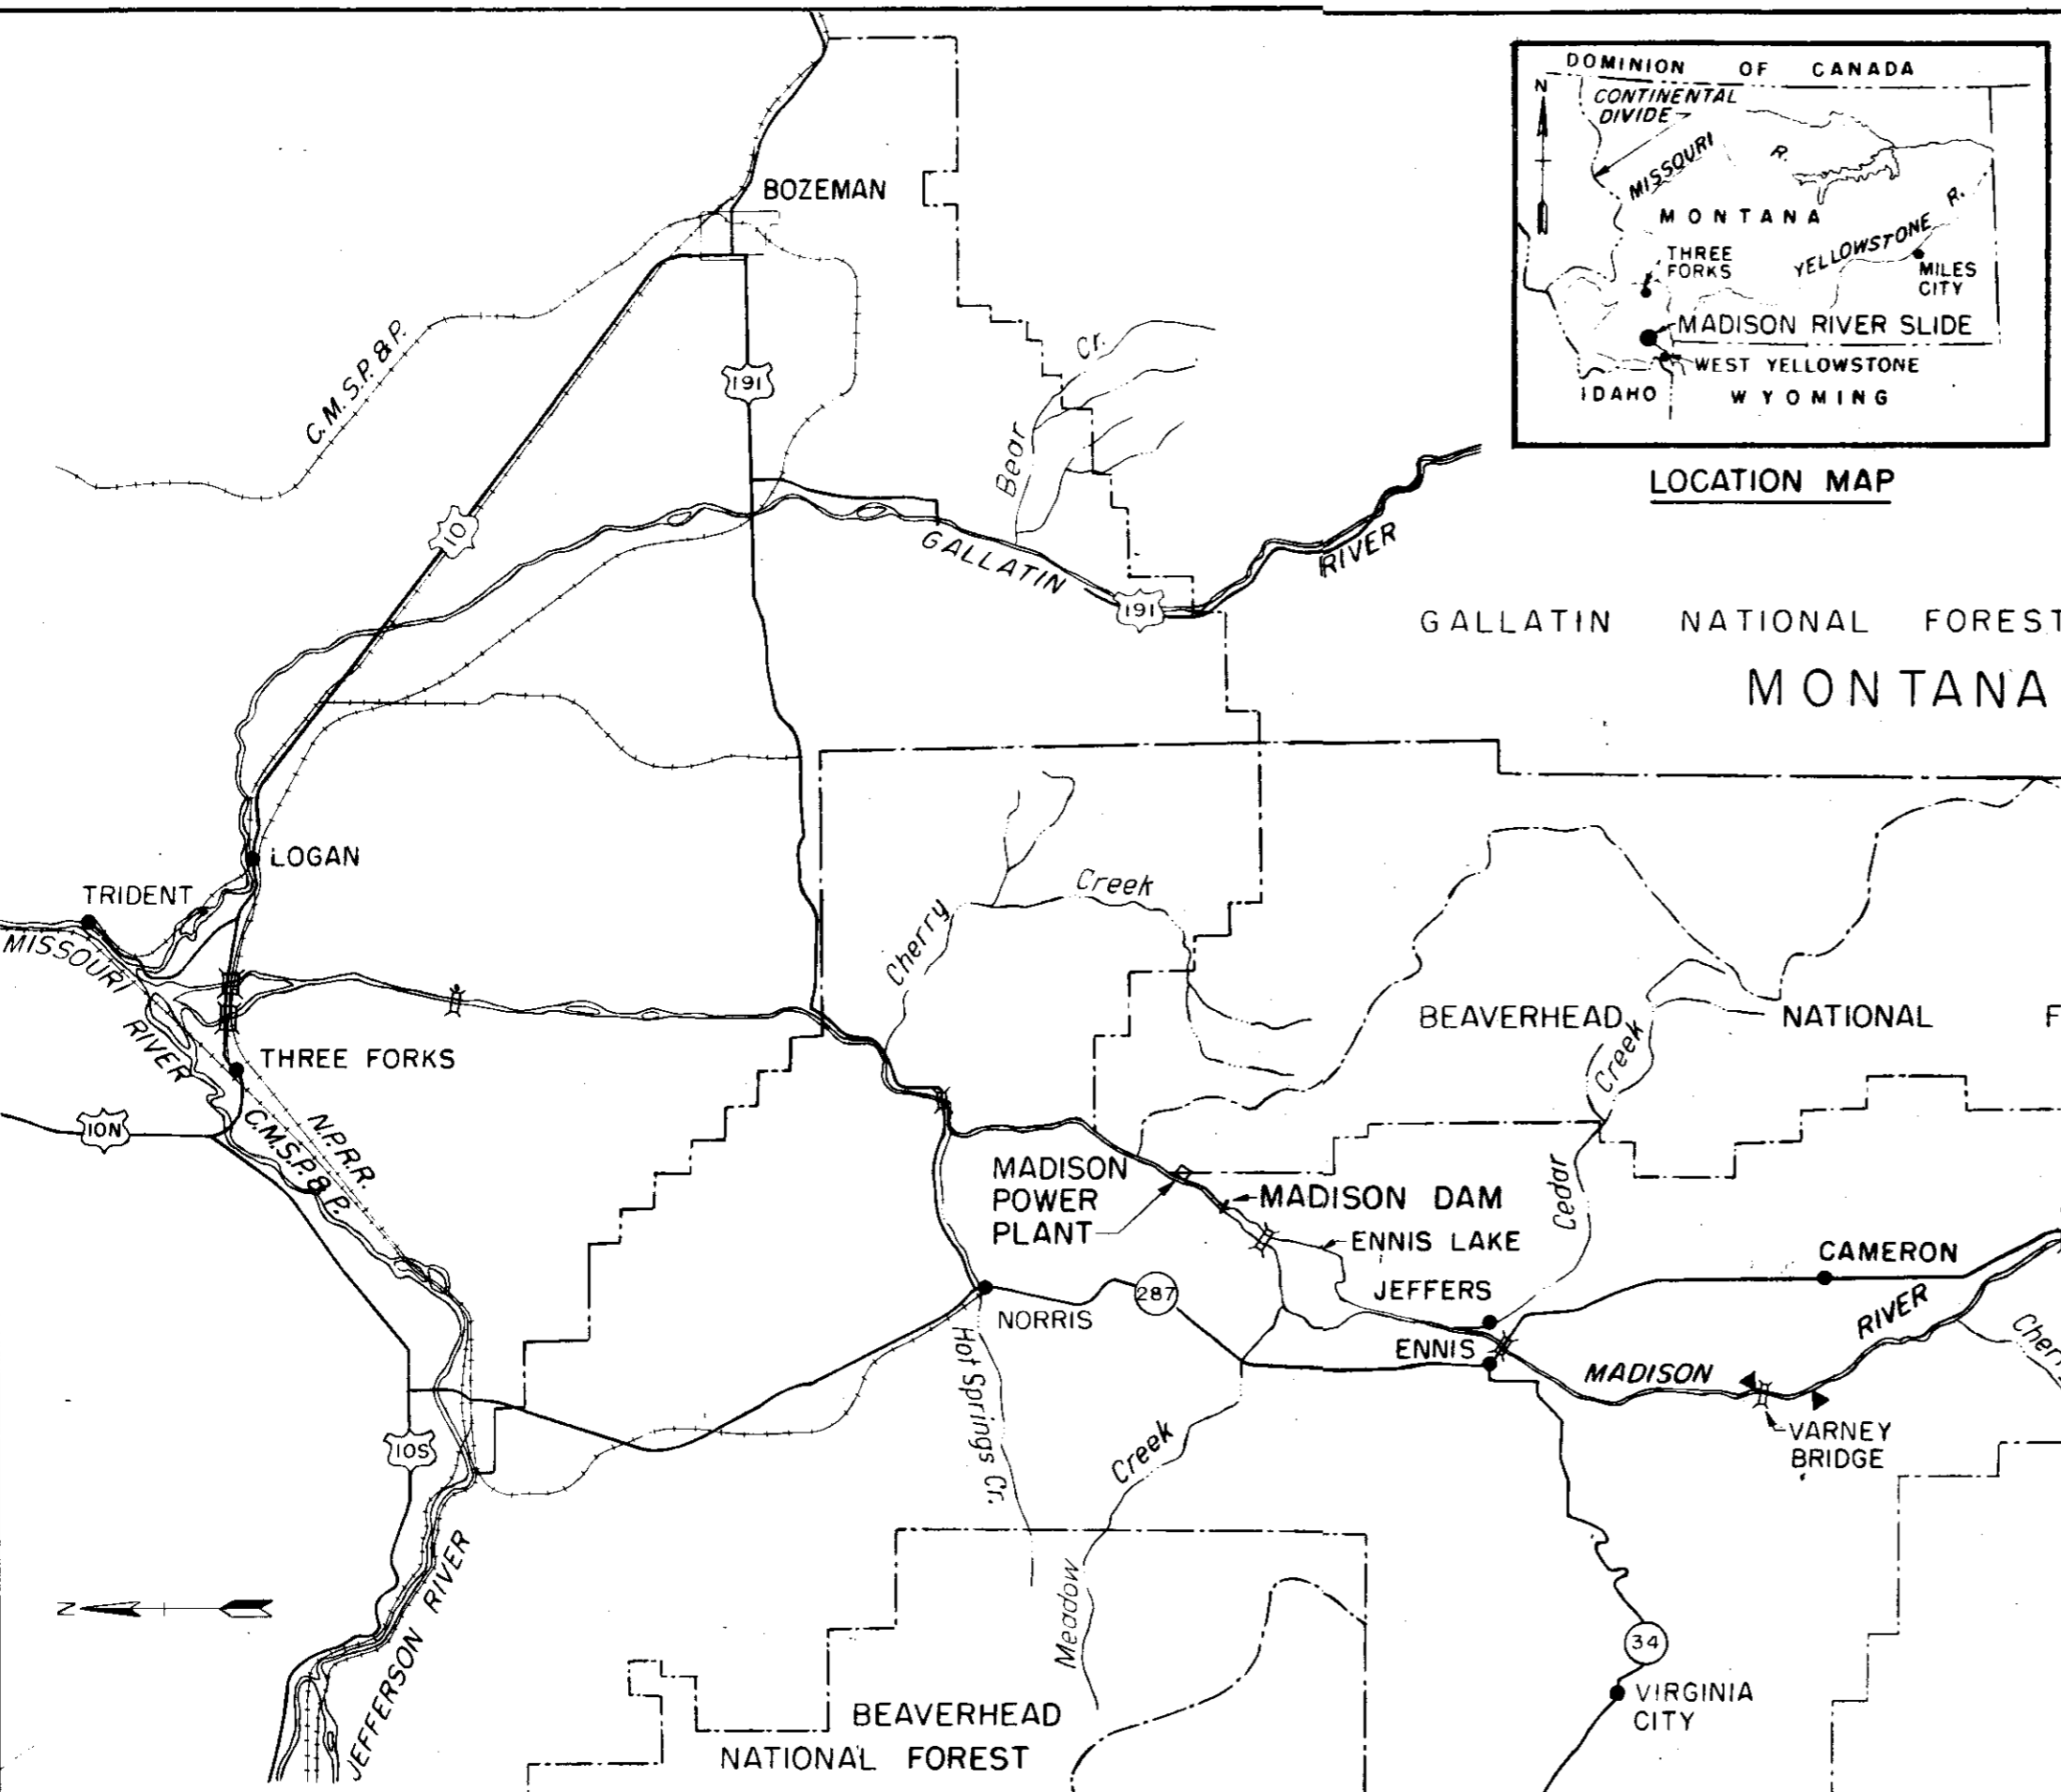 DOMINION OF CANADA
N
CONTINENTAL
DIVIDE
MISSOURI R.
MONTANA
THREE
FORKS
YELLOWSTONE R.
MILES
CITY
MADISON RIVER SLIDE
WEST YELLOWSTONE
IDAHO
WYOMING
LOCATION MAP
BOZEMAN
C.M.S.P. & P.
191
10
Bear Cr.
GALLATIN RIVER
191
GALLATIN NATIONAL FOREST
MONTANA
LOGAN
TRIDENT
MISSOURI
RIVER
THREE FORKS
10N
N.P.R.R.
C.M.S.P. & P.
Cherry Creek
BEAVERHEAD NATIONAL F
Cedar Creek
MADISON
POWER
PLANT
MADISON DAM
ENNIS LAKE
JEFFERS
CAMERON
NORRIS
287
ENNIS
MADISON RIVER
Cher
VARNEY
BRIDGE
Hot Springs Cr.
Meadow Creek
10S
JEFFERSON RIVER
N
34
VIRGINIA
CITY
BEAVERHEAD
NATIONAL FOREST